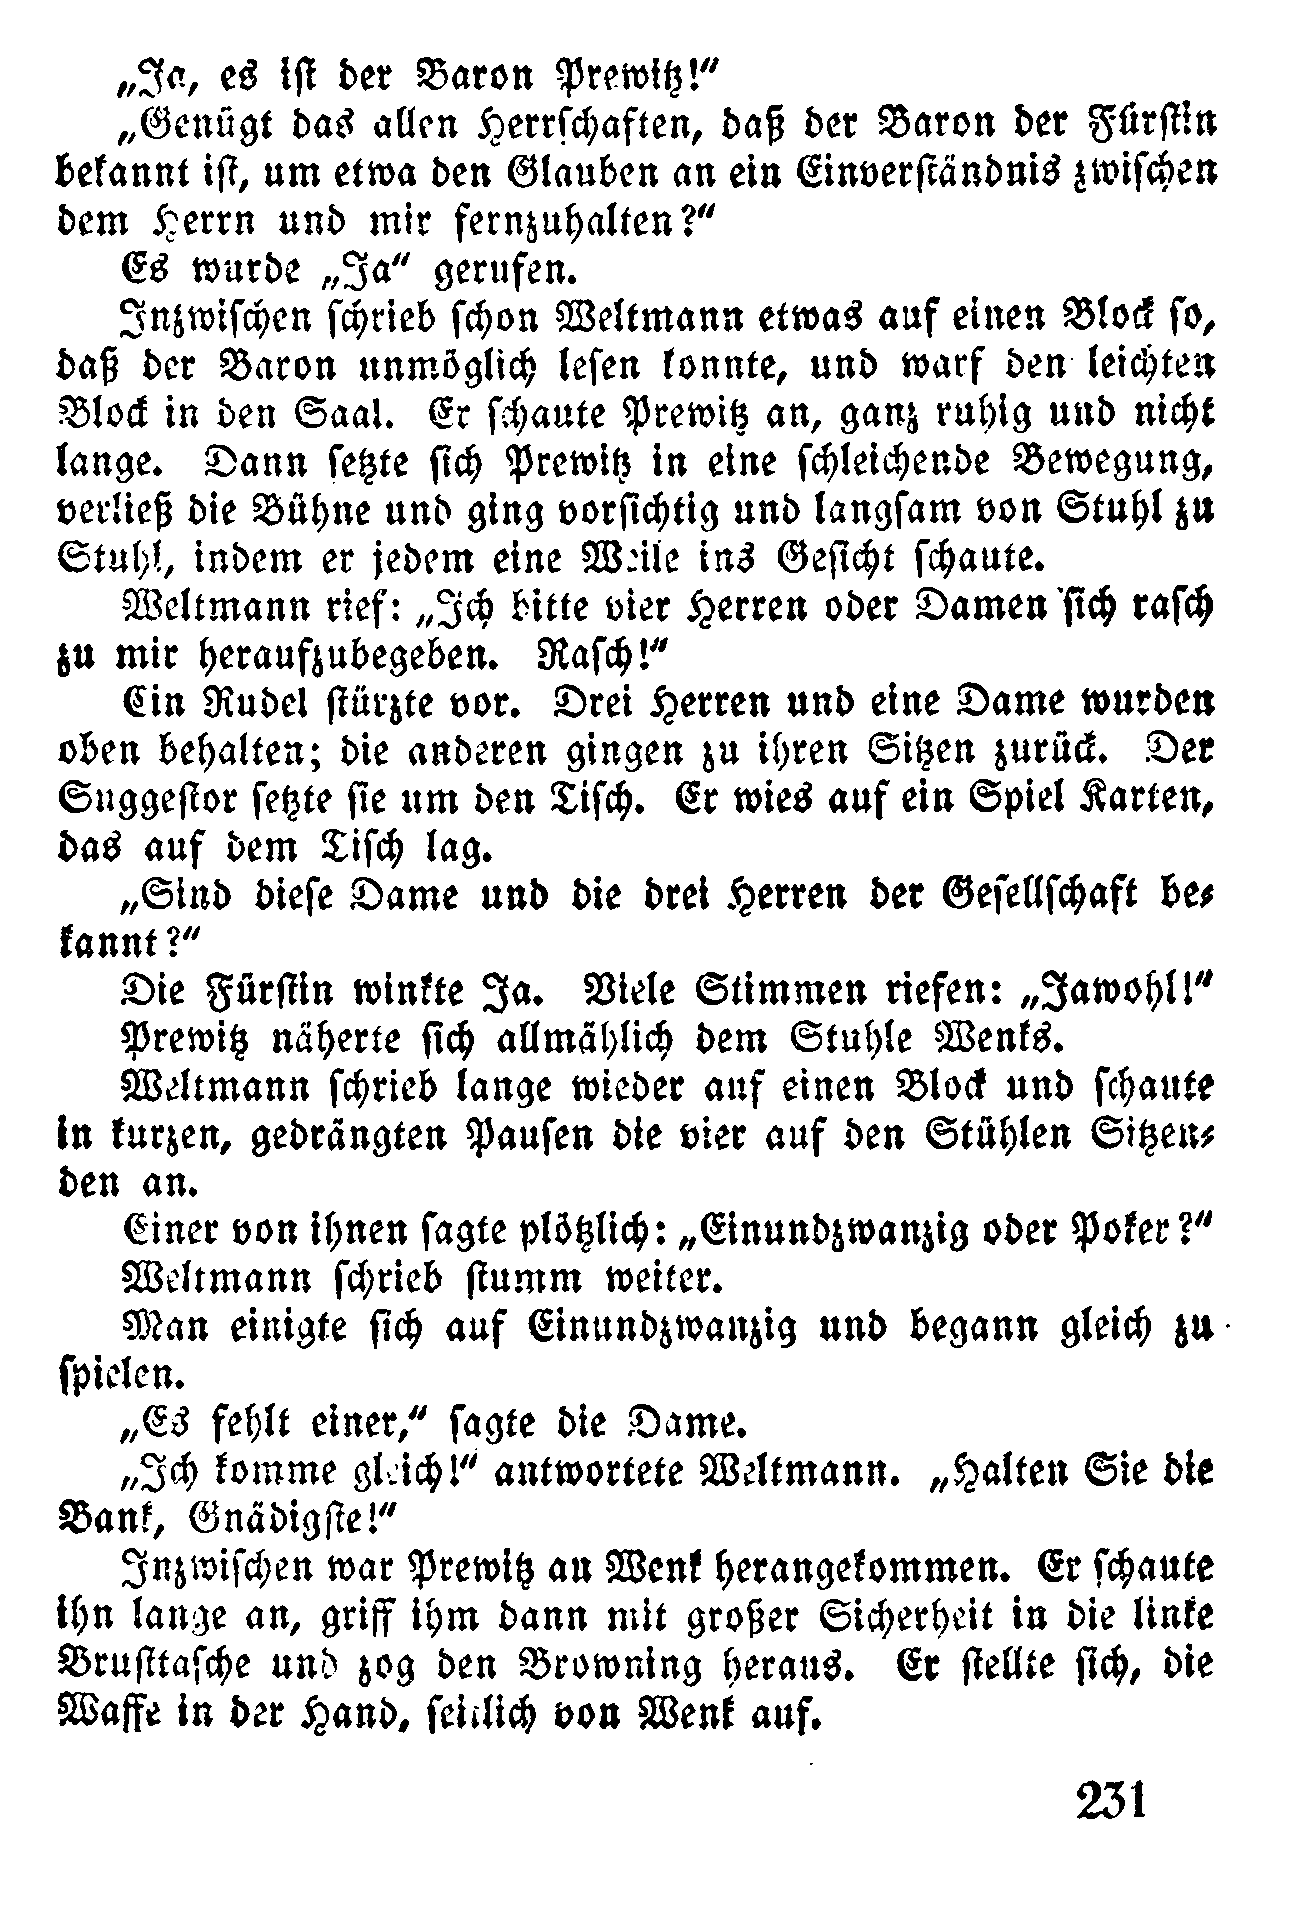 „Ja, es ist der Baron Prewitz!“
„Genügt das allen Herrschaften, daß der Baron der Fürstin
bekannt ist, um etwa den Glauben an ein Einverständnis zwischen
dem Herrn und mir fernzuhalten?“
Es wurde „Ja“ gerufen.
Inzwischen schrieb schon Weltmann etwas auf einen Block so,
daß der Baron unmöglich lesen konnte, und warf den leichten
Block in den Saal. Er schaute Prewitz an, ganz ruhig und nicht
lange. Dann setzte sich Prewitz in eine schleichende Bewegung,
verließ die Bühne und ging vorsichtig und langsam von Stuhl zu
Stuhl, indem er jedem eine Weile ins Gesicht schaute.
Weltmann rief: „Ich bitte vier Herren oder Damen sich rasch
zu mir heraufzubegeben. Rasch!“
Ein Rudel stürzte vor. Drei Herren und eine Dame wurden
oben behalten; die anderen gingen zu ihren Sitzen zurück. Der
Suggestor setzte sie um den Tisch. Er wies auf ein Spiel Karten,
das auf dem Tisch lag.
„Sind diese Dame und die drei Herren der Gesellschaft be-
kannt?“
Die Fürstin winkte Ja. Viele Stimmen riefen: „Jawohl!“
Prewitz näherte sich allmählich dem Stuhle Wenks.
Weltmann schrieb lange wieder auf einen Block und schaute
in kurzen, gedrängten Pausen die vier auf den Stühlen Sitzen-
den an.
Einer von ihnen sagte plötzlich: „Einundzwanzig oder Poker?“
Weltmann schrieb stumm weiter.
Man einigte sich auf Einundzwanzig und begann gleich zu
spielen.
„Es fehlt einer,“ sagte die Dame.
„Ich komme gleich!“ antwortete Weltmann. „Halten Sie die
Bank, Gnädigste!“
Inzwischen war Prewitz an Wenk herangekommen. Er schaute
ihn lange an, griff ihm dann mit großer Sicherheit in die linke
Brusttasche und zog den Browning heraus. Er stellte sich, die
Waffe in der Hand, seitlich von Wenk auf.
231